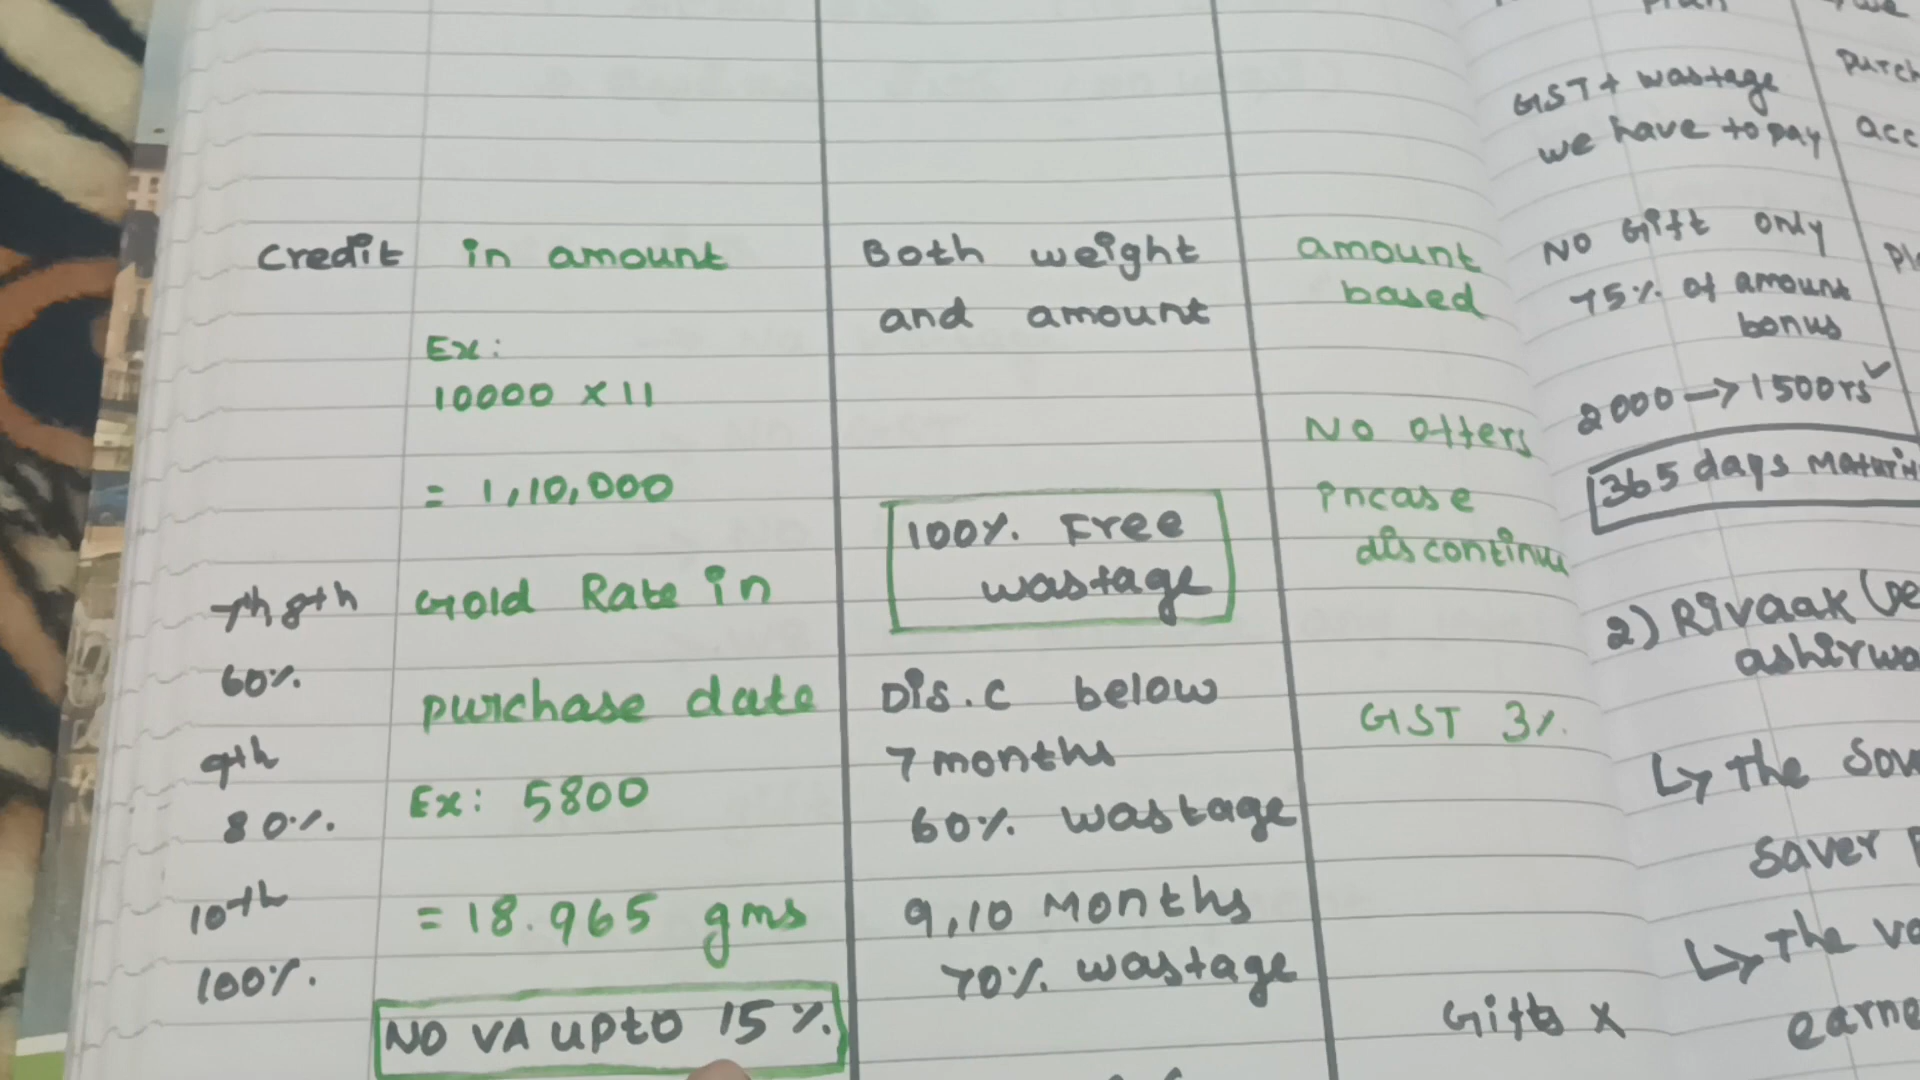 Credit in amount
Ex:
10000 x 11
= 1,10,000
7th 8th Gold Rate in
60%.
purchase date
9th
80%.
Ex: 5800
10th
= 18.965 gms
100%.
NO VA upto 15%.
Both weight
and amount
100%. Free
wastage
Dis.c below
7 months
60%. wastage
9,10 Months
70%. wastage
amount
based
No offers
Incase
discontinu
GST 3%.
Gifts x
GST + wastage
we have to pay
NO Gift only
75%. of amount
bonus
2000 → 1500rs ✓
365 days
2) Rivaak
↳ The
saver
↳ The